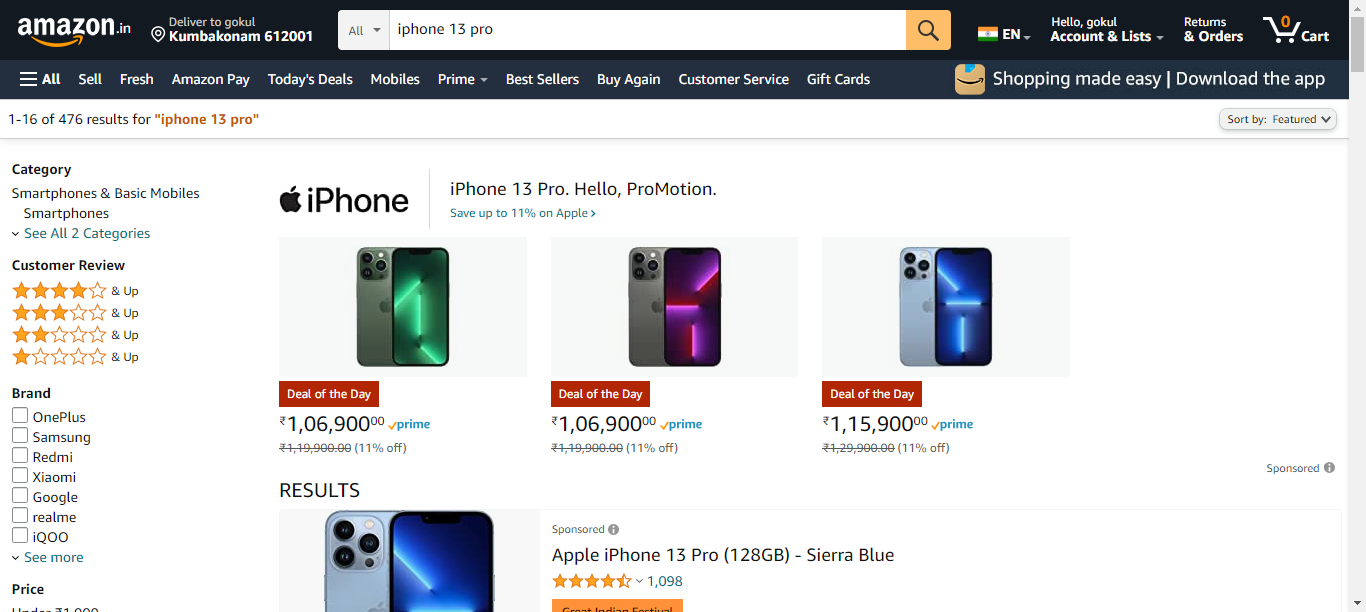 amazon.in
Deliver to gokul
Kumbakonam 612001
All
iphone 13 pro
EN
Hello, gokul
Account & Lists
Returns
& Orders
0
Cart
All Sell Fresh Amazon Pay Today's Deals Mobiles Prime Best Sellers Buy Again Customer Service Gift Cards
Shopping made easy | Download the app
1-16 of 476 results for "iphone 13 pro"
Sort by: Featured
Category
Smartphones & Basic Mobiles
Smartphones
See All 2 Categories
Customer Review
& Up
& Up
& Up
& Up
Brand
OnePlus
Samsung
Redmi
Xiaomi
Google
realme
iQOO
See more
Price
Under ₹1,000
iPhone
iPhone 13 Pro. Hello, ProMotion.
Save up to 11% on Apple
Deal of the Day
₹1,06,90000 prime
₹1,19,900.00 (11% off)
Deal of the Day
₹1,06,90000 prime
₹1,19,900.00 (11% off)
Deal of the Day
₹1,15,90000 prime
₹1,29,900.00 (11% off)
Sponsored
RESULTS
Sponsored
Apple iPhone 13 Pro (128GB) - Sierra Blue
1,098
Great Indian Festival